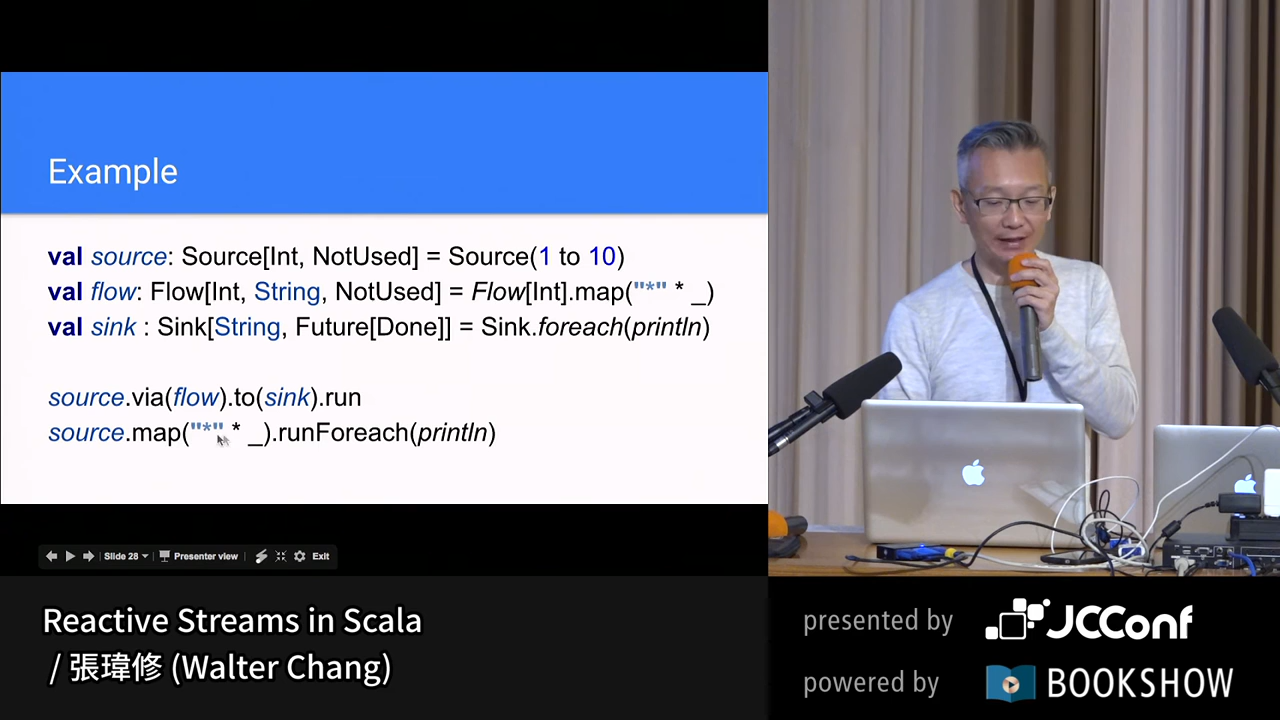 Example
val source: Source[Int, NotUsed] = Source(1 to 10)
val flow: Flow[Int, String, NotUsed] = Flow[Int].map("*" * _)
val sink : Sink[String, Future[Done]] = Sink.foreach(println)
source.via(flow).to(sink).run
source.map("*" * _).runForeach(println)
Slide 28
Presenter view
Exit
Reactive Streams in Scala
/ 張瑋修 (Walter Chang)
presented by JCConf
powered by BOOKSHOW